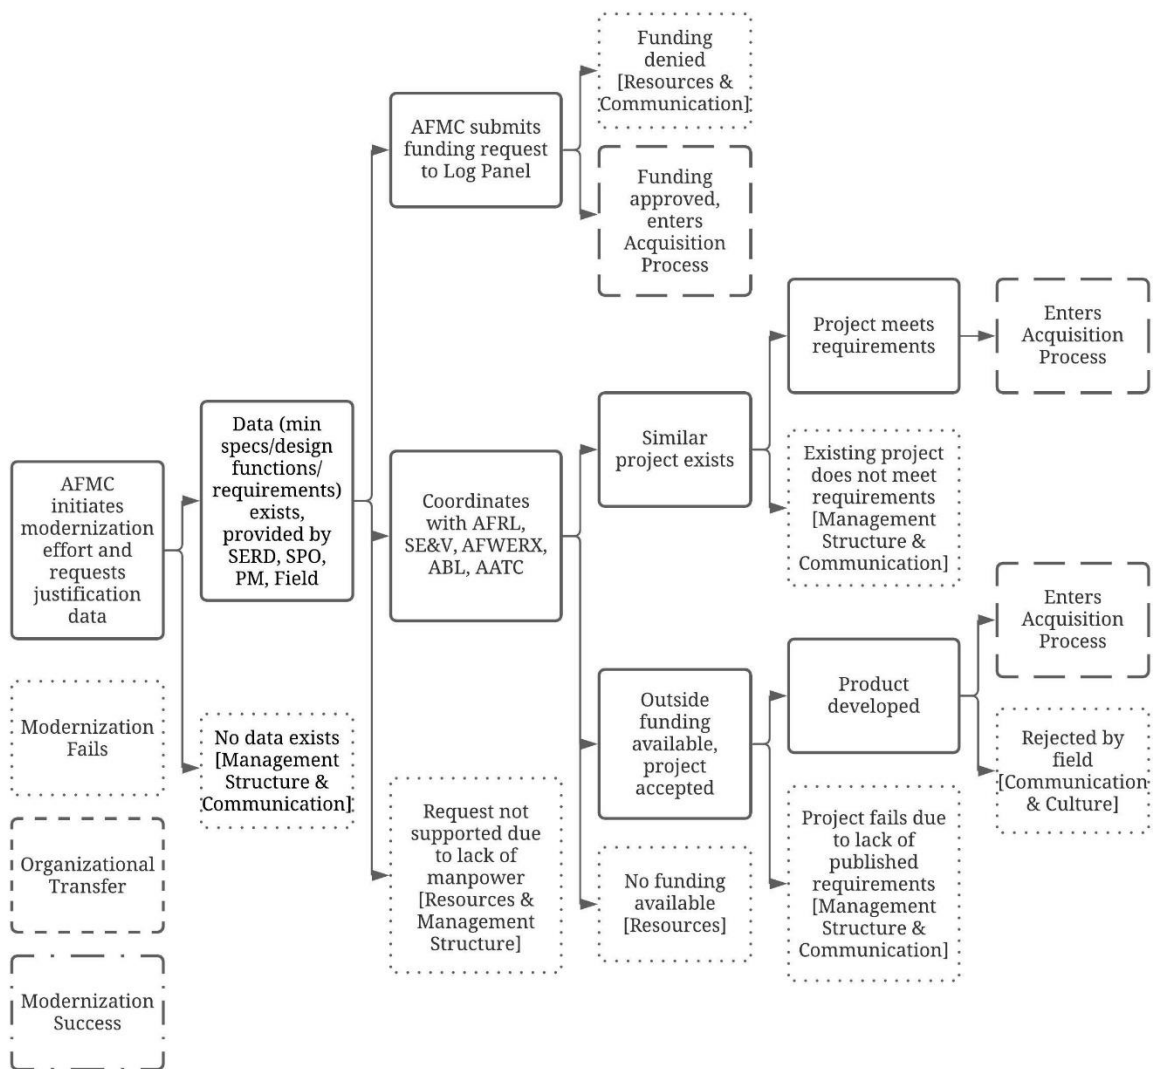 Funding
denied
[Resources &
Communication]
AFMC submits
funding request
to Log Panel
Funding
approved,
enters
Acquisition
Process
Project meets
requirements
Enters
Acquisition
Process
Data (min
specs/design
functions/
requirements)
exists,
provided by
SERD, SPO,
PM, Field
Similar
project exists
Existing project
does not meet
requirements
[Management
Structure &
Communication]
AFMC
initiates
modernization
effort and
requests
justification
data
Coordinates
with AFRL,
SE&V, AFWERX,
ABL, AATC
Enters
Acquisition
Process
Product
developed
Outside
funding
available,
project
accepted
Modernization
Fails
No data exists
[Management
Structure &
Communication]
Rejected by
field
[Communication
& Culture]
Request not
supported due
to lack of
manpower
[Resources &
Management
Structure]
Project fails due
to lack of
published
requirements
[Management
Structure &
Communication]
No funding
available
[Resources]
Organizational
Transfer
Modernization
Success